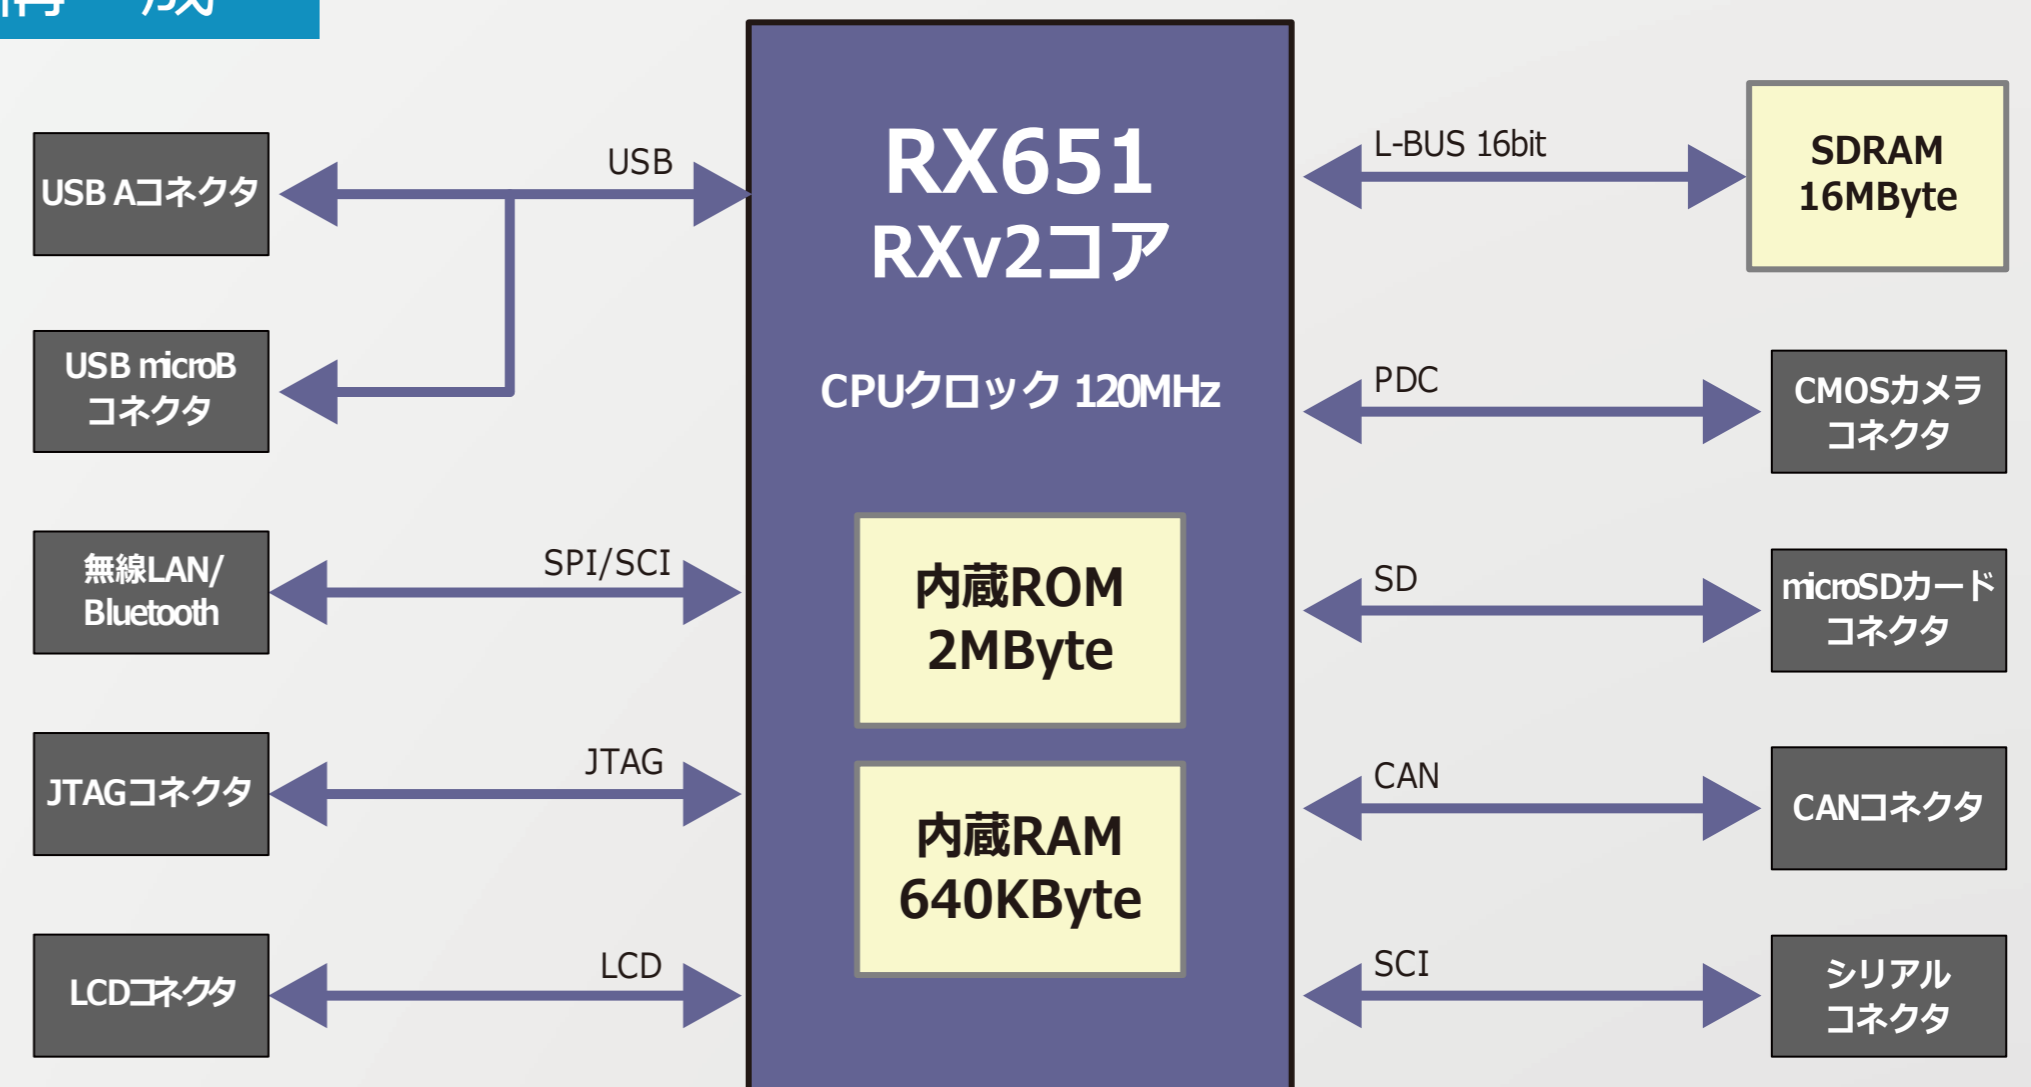 構 成
USB Aコネクタ
USB microB
コネクタ
無線LAN/
Bluetooth
JTAGコネクタ
LCDコネクタ
USB
SPI/SCI
JTAG
LCD
RX651
RXv2コア
CPUクロック 120MHz
内蔵ROM
2MByte
内蔵RAM
640KByte
L-BUS 16bit
PDC
SD
CAN
SCI
SDRAM
16MByte
CMOSカメラ
コネクタ
microSDカード
コネクタ
CANコネクタ
シリアル
コネクタ